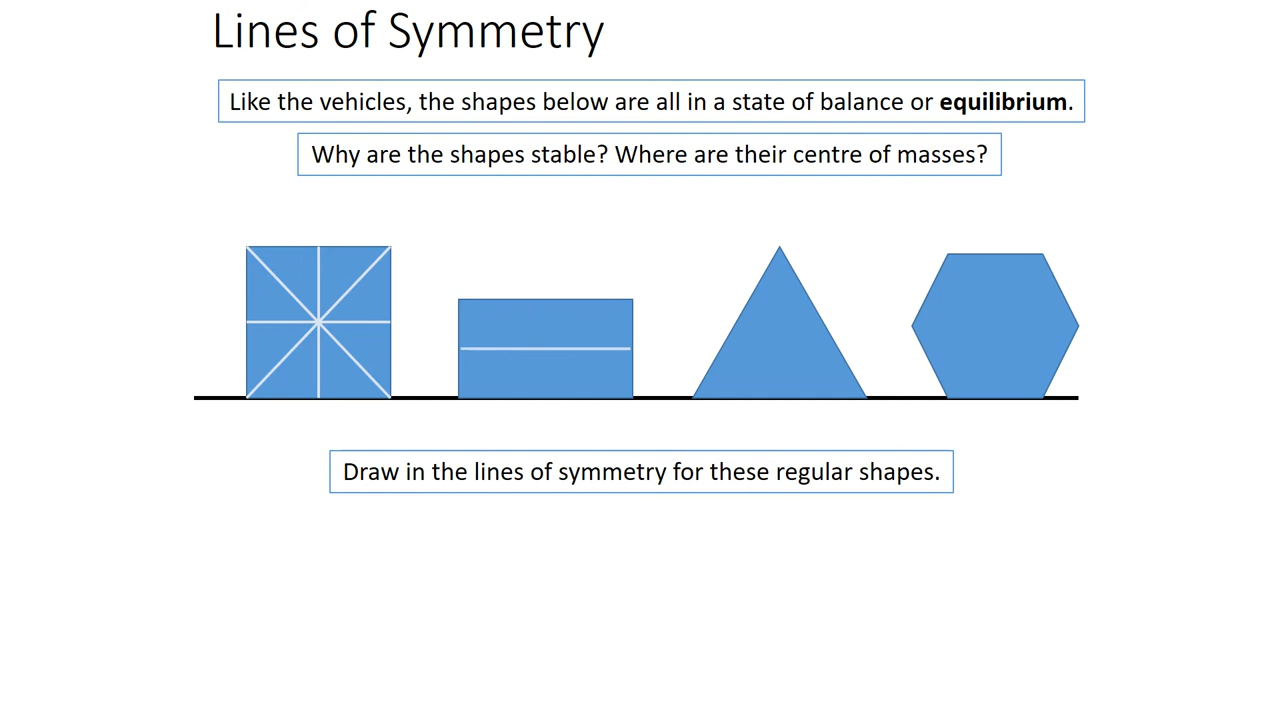 Lines of Symmetry
Like the vehicles, the shapes below are all in a state of balance or equilibrium.
Why are the shapes stable? Where are their centre of masses?
Draw in the lines of symmetry for these regular shapes.